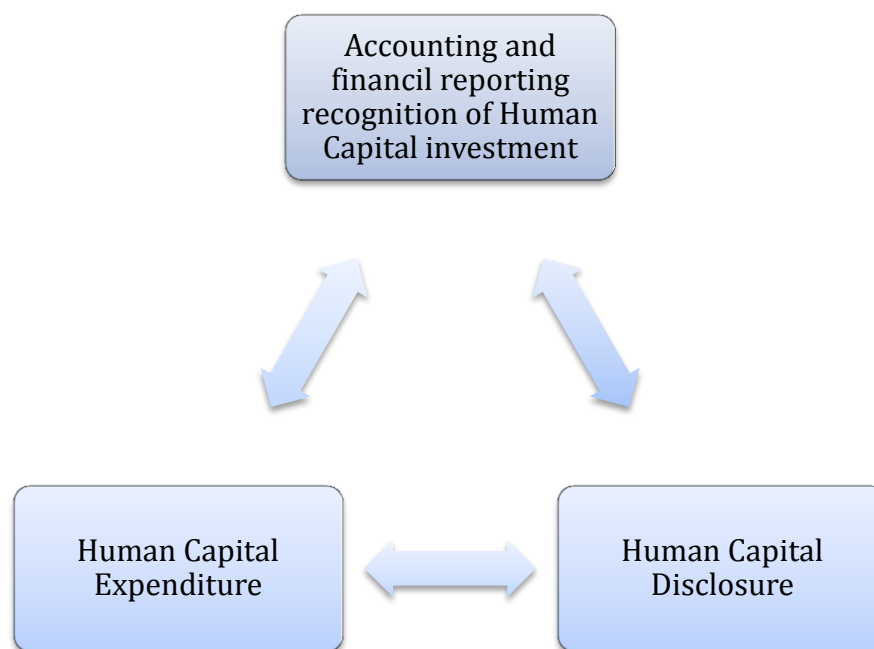 Accounting and
financil reporting
recognition of Human
Capital investment
Human Capital
Expenditure
Human Capital
Disclosure